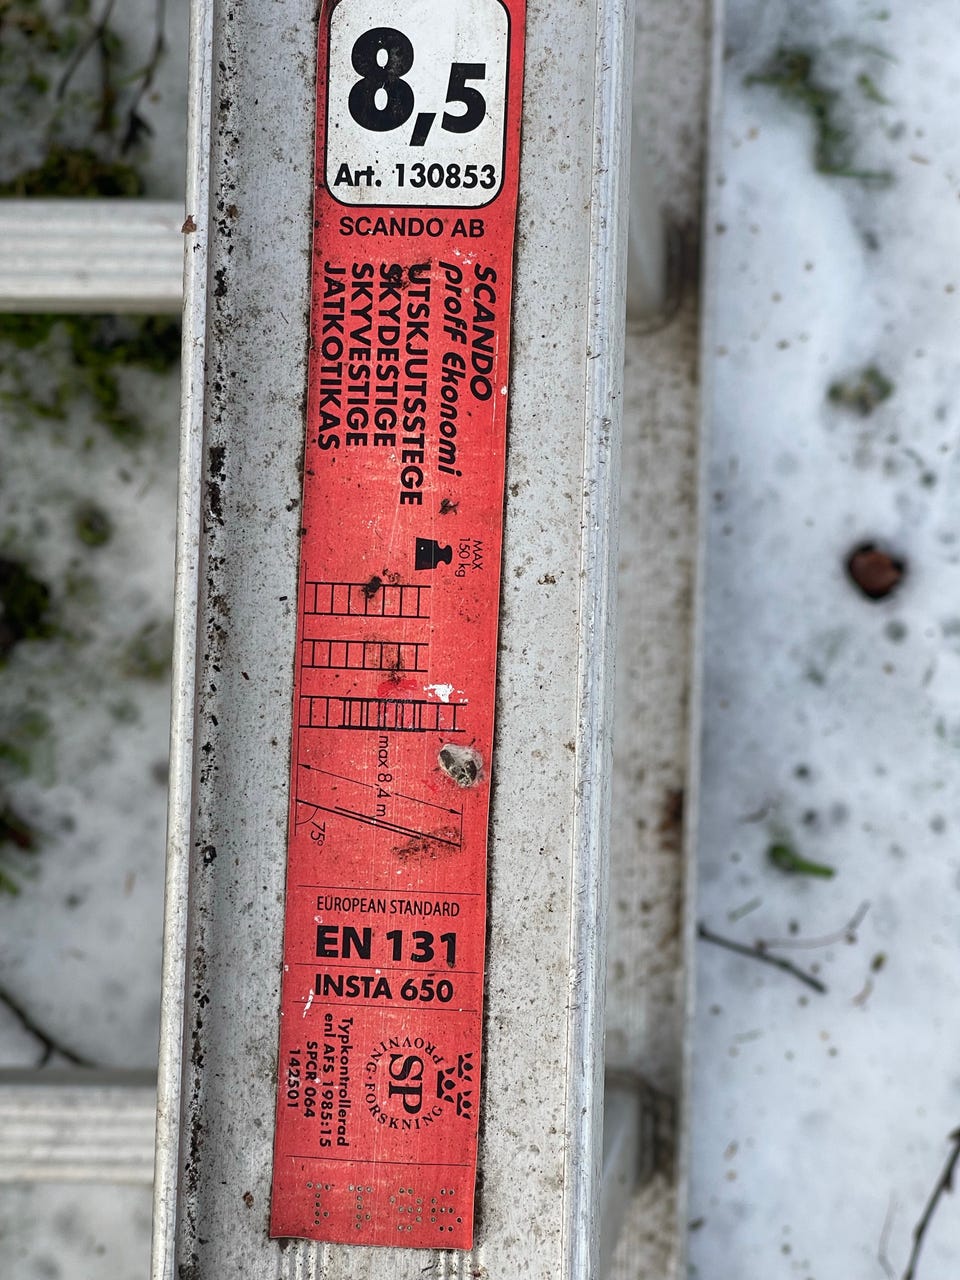 8,5
Art. 130853
SCANDO AB
SCANDO
proff Ekonomi
UTSKJUTSSTEGE
SKYDESTIGE
SKYVESTIGE
JATKOTIKAS
MAX
150 kg
max 8,4 m
75°
EUROPEAN STANDARD
EN 131
INSTA 650
SP
PROVNING · FORSKNING
Typkontrollerad
enl AFS 1985:15
SPCR 064
142501